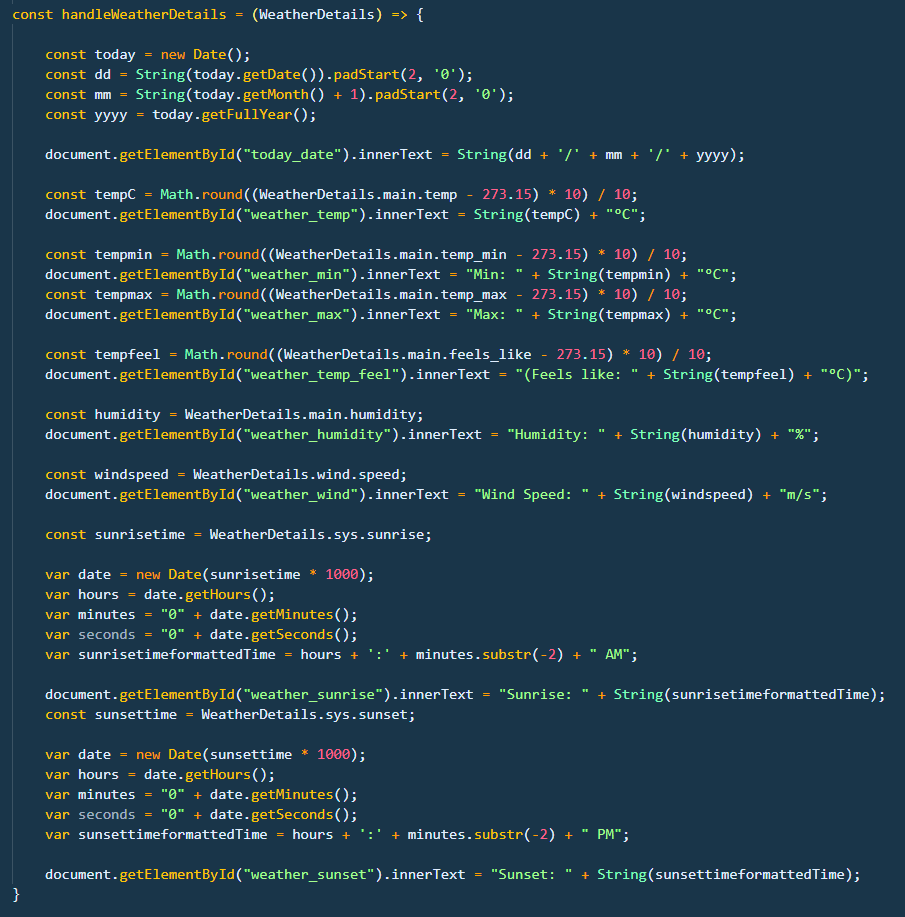 const handleWeatherDetails = (WeatherDetails) => {
const today = new Date();
const dd = String(today.getDate()).padStart(2, '0');
const mm = String(today.getMonth() + 1).padStart(2, '0');
const yyyy = today.getFullYear();
document.getElementById("today_date").innerText = String(dd + '/' + mm + '/' + yyyy);
const tempC = Math.round((WeatherDetails.main.temp - 273.15) * 10) / 10;
document.getElementById("weather_temp").innerText = String(tempC) + "°C";
const tempmin = Math.round((WeatherDetails.main.temp_min - 273.15) * 10) / 10;
document.getElementById("weather_min").innerText = "Min: " + String(tempmin) + "°C";
const tempmax = Math.round((WeatherDetails.main.temp_max - 273.15) * 10) / 10;
document.getElementById("weather_max").innerText = "Max: " + String(tempmax) + "°C";
const tempfeel = Math.round((WeatherDetails.main.feels_like - 273.15) * 10) / 10;
document.getElementById("weather_temp_feel").innerText = "(Feels like: " + String(tempfeel) + "°C)";
const humidity = WeatherDetails.main.humidity;
document.getElementById("weather_humidity").innerText = "Humidity: " + String(humidity) + "%";
const windspeed = WeatherDetails.wind.speed;
document.getElementById("weather_wind").innerText = "Wind Speed: " + String(windspeed) + "m/s";
const sunrisetime = WeatherDetails.sys.sunrise;
var date = new Date(sunrisetime * 1000);
var hours = date.getHours();
var minutes = "0" + date.getMinutes();
var seconds = "0" + date.getSeconds();
var sunrisetimeformattedTime = hours + ':' + minutes.substr(-2) + " AM";
document.getElementById("weather_sunrise").innerText = "Sunrise: " + String(sunrisetimeformattedTime);
const sunsettime = WeatherDetails.sys.sunset;
var date = new Date(sunsettime * 1000);
var hours = date.getHours();
var minutes = "0" + date.getMinutes();
var seconds = "0" + date.getSeconds();
var sunsettimeformattedTime = hours + ':' + minutes.substr(-2) + " PM";
document.getElementById("weather_sunset").innerText = "Sunset: " + String(sunsettimeformattedTime);
}